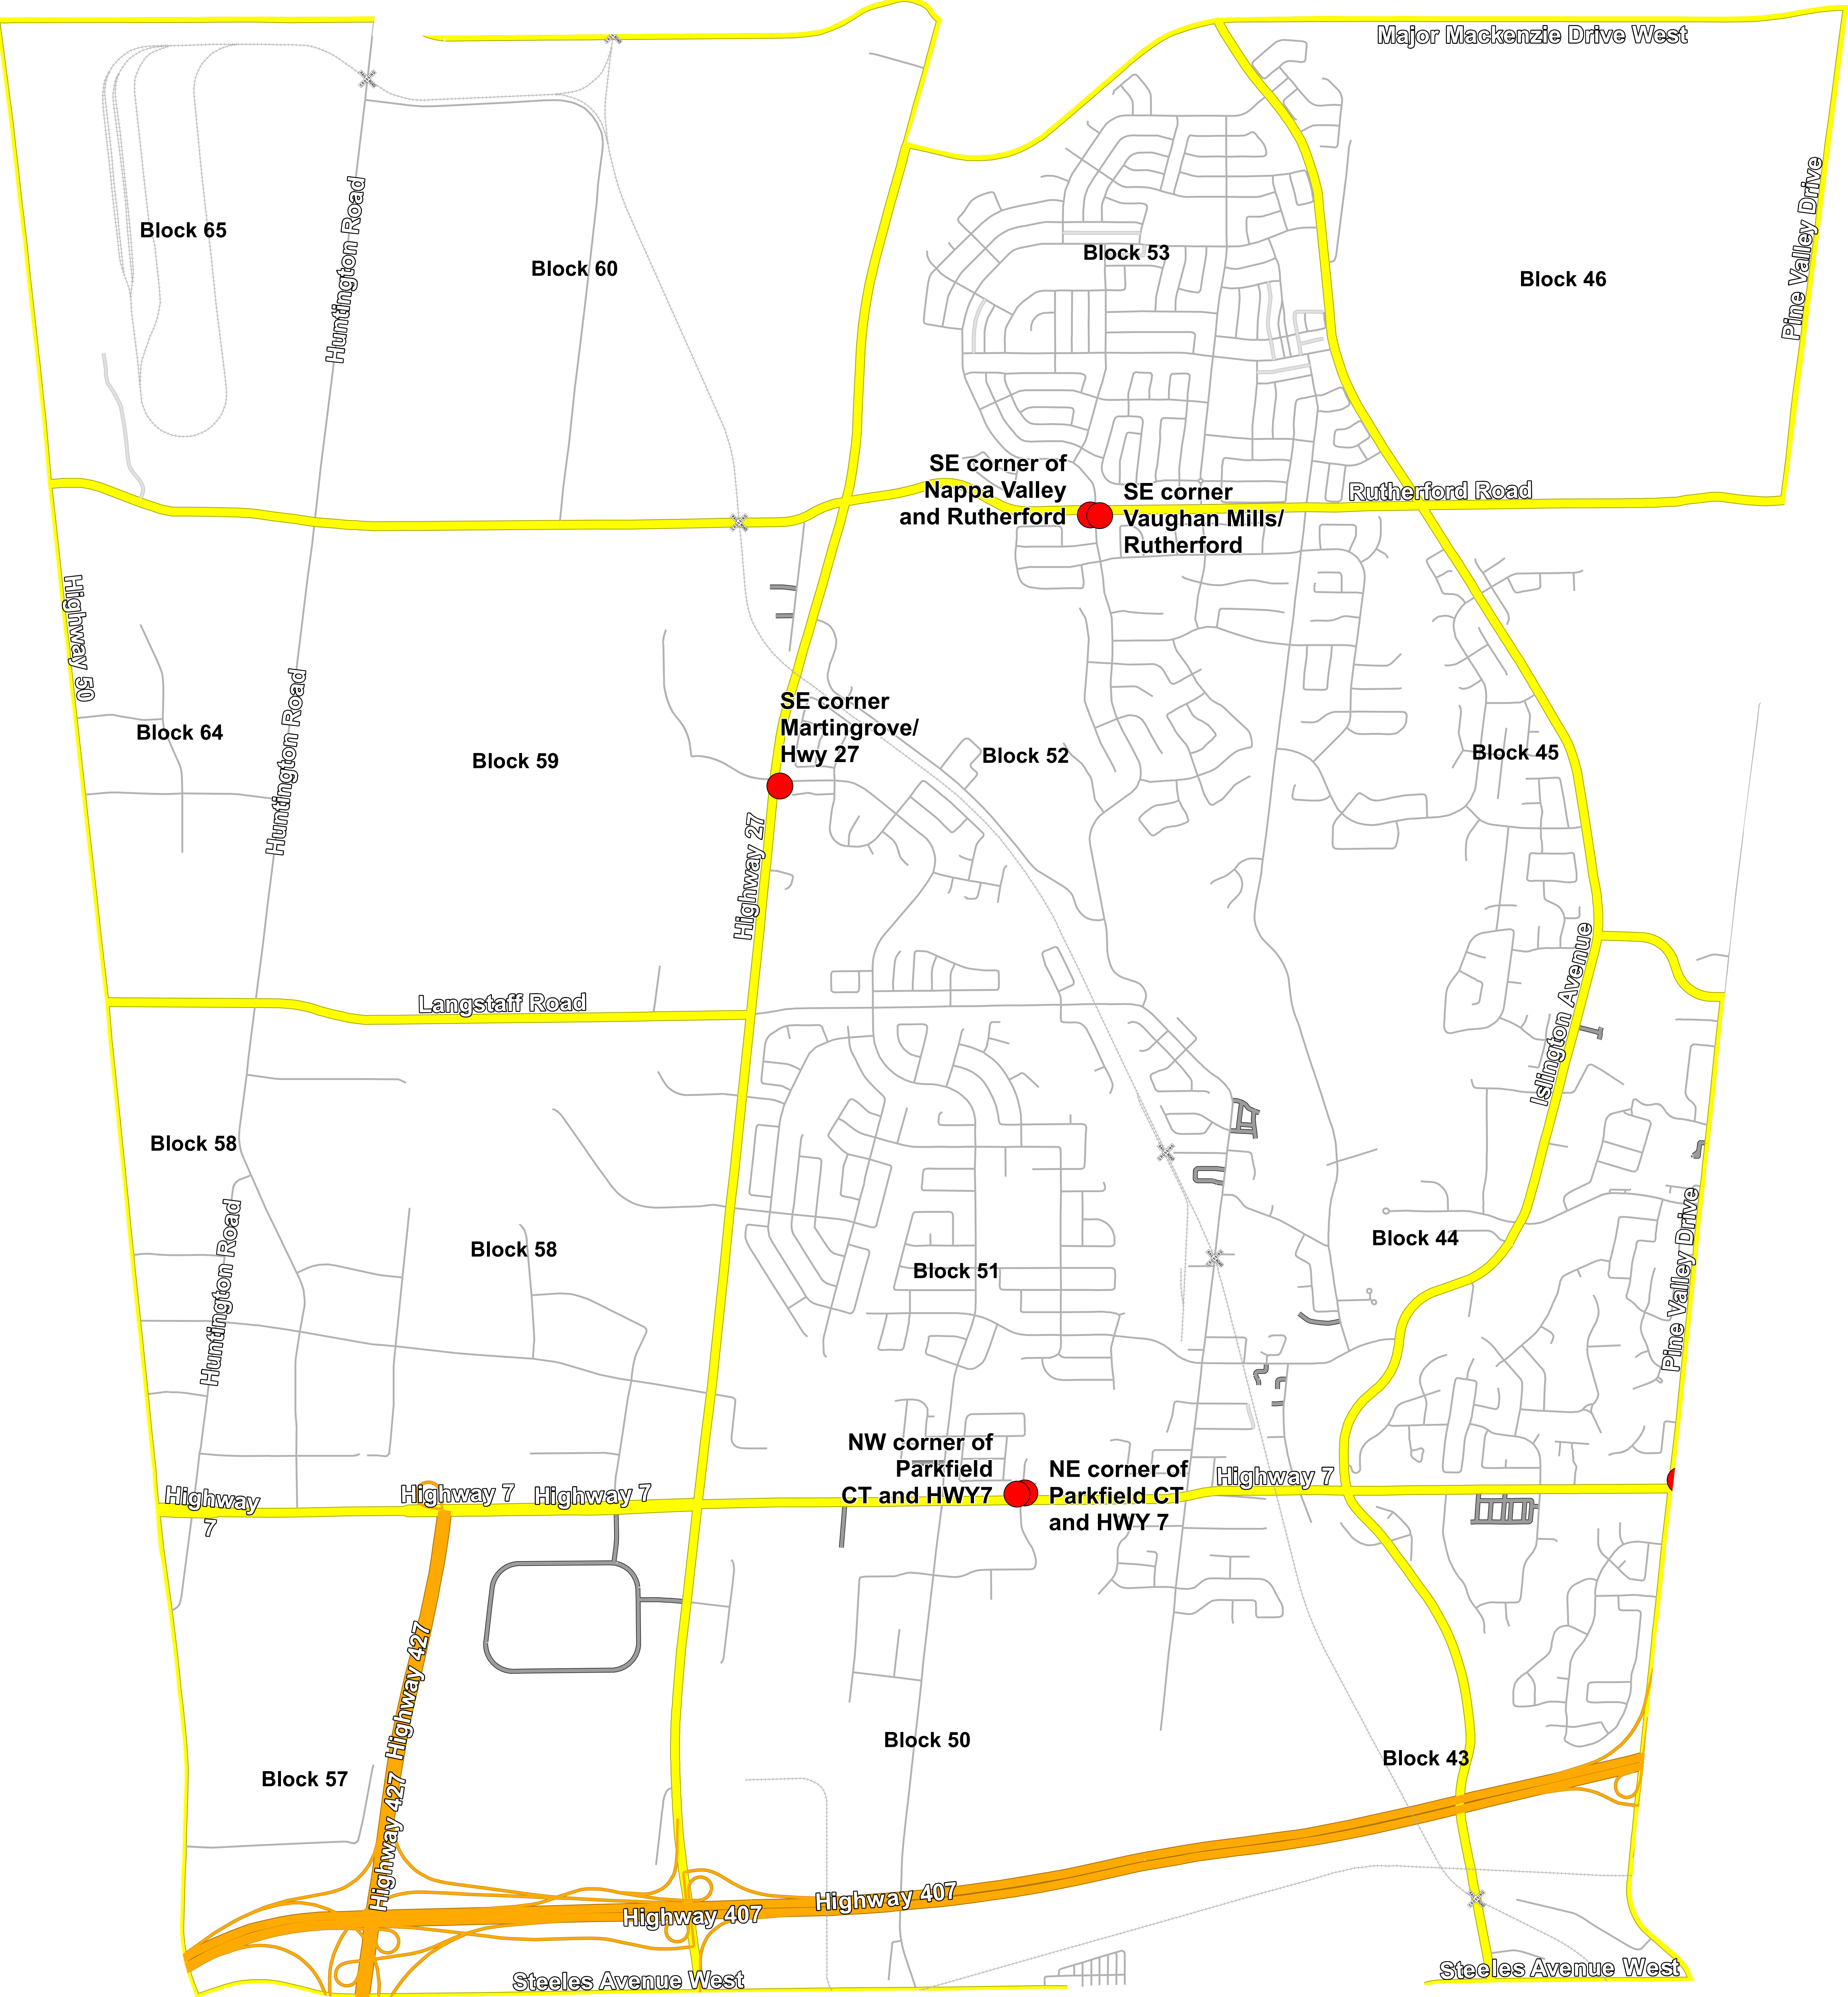 Major Mackenzie Drive West
Pine Valley Drive
Huntington Road
Block 65
Block 60
Block 53
Block 46
SE corner of
Nappa Valley
and Rutherford
SE corner
Vaughan Mills/
Rutherford
Rutherford Road
Highway 50
Huntington Road
SE corner
Martingrove/
Hwy 27
Block 64
Block 59
Block 52
Block 45
Highway 27
Islington Avenue
Langstaff Road
Block 58
Huntington Road
Block 58
Block 51
Block 44
Pine Valley Drive
NW corner of
Parkfield
CT and HWY7
NE corner of
Parkfield CT
and HWY 7
Highway 7
Highway
7
Highway 7
Highway 7
Highway 427
Highway 427
Block 57
Block 50
Block 43
Highway 407
Highway 407
Steeles Avenue West
Steeles Avenue West